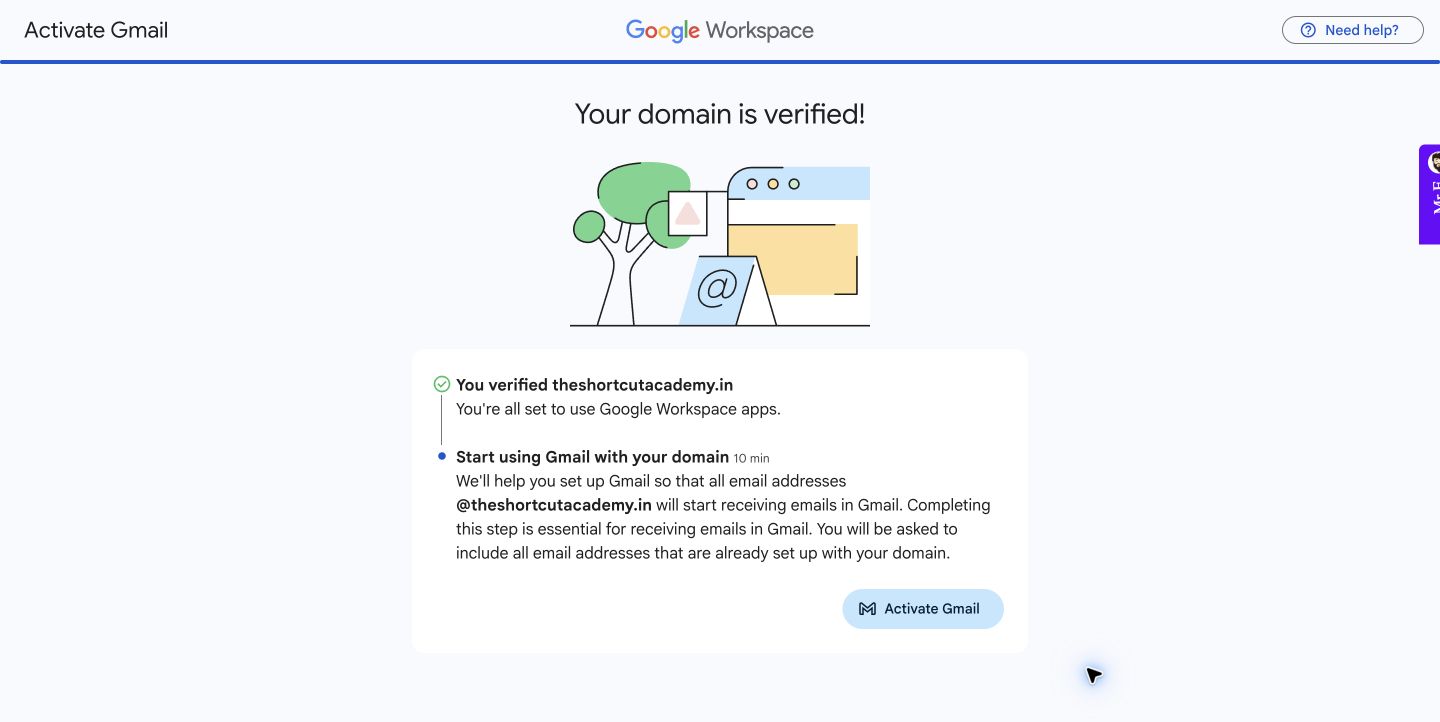 Activate Gmail
Google Workspace
Need help?
Your domain is verified!
@
You verified theshortcutacademy.in
You're all set to use Google Workspace apps.
Start using Gmail with your domain 10 min
We'll help you set up Gmail so that all email addresses
@theshortcutacademy.in will start receiving emails in Gmail. Completing
this step is essential for receiving emails in Gmail. You will be asked to
include all email addresses that are already set up with your domain.
Activate Gmail